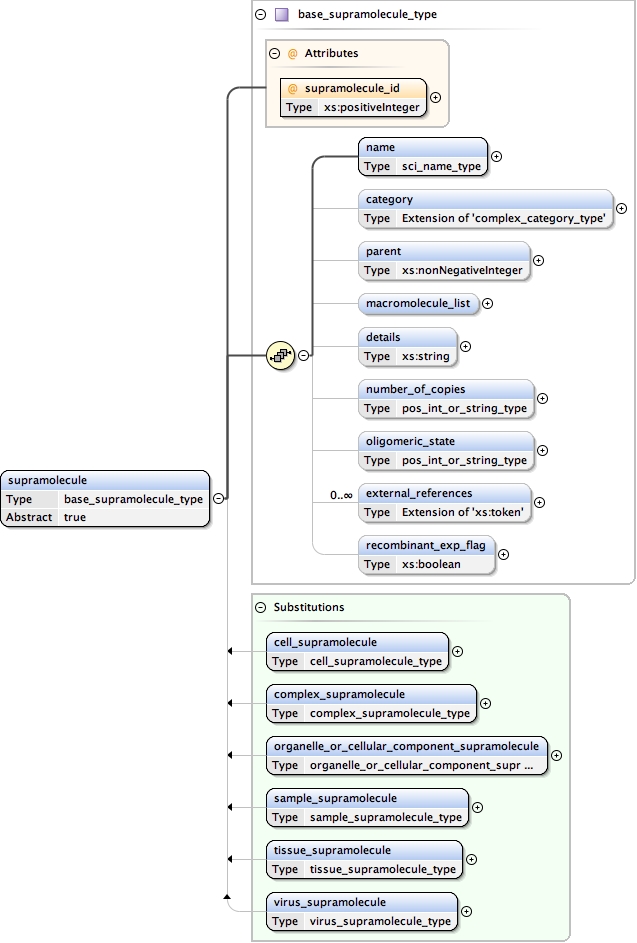 base_supramolecule_type
@ Attributes
@ supramolecule_id
Type xs:positiveInteger
name
Type sci_name_type
category
Type Extension of 'complex_category_type'
parent
Type xs:nonNegativeInteger
macromolecule_list
details
Type xs:string
number_of_copies
Type pos_int_or_string_type
oligomeric_state
Type pos_int_or_string_type
0..∞
external_references
Type Extension of 'xs:token'
recombinant_exp_flag
Type xs:boolean
supramolecule
Type base_supramolecule_type
Abstract true
Substitutions
cell_supramolecule
Type cell_supramolecule_type
complex_supramolecule
Type complex_supramolecule_type
organelle_or_cellular_component_supramolecule
Type organelle_or_cellular_component_supr ...
sample_supramolecule
Type sample_supramolecule_type
tissue_supramolecule
Type tissue_supramolecule_type
virus_supramolecule
Type virus_supramolecule_type